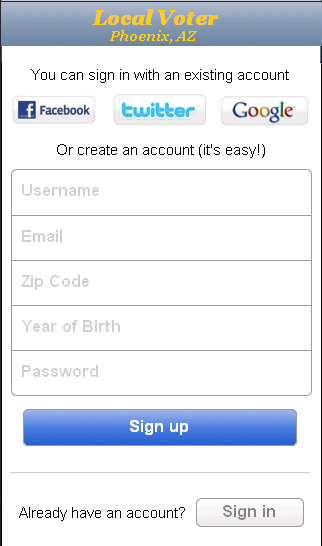 Local Voter
Phoenix, AZ
You can sign in with an existing account
f Facebook twitter Google
Or create an account (it's easy!)
Username
Email
Zip Code
Year of Birth
Password
Sign up
Already have an account? Sign in